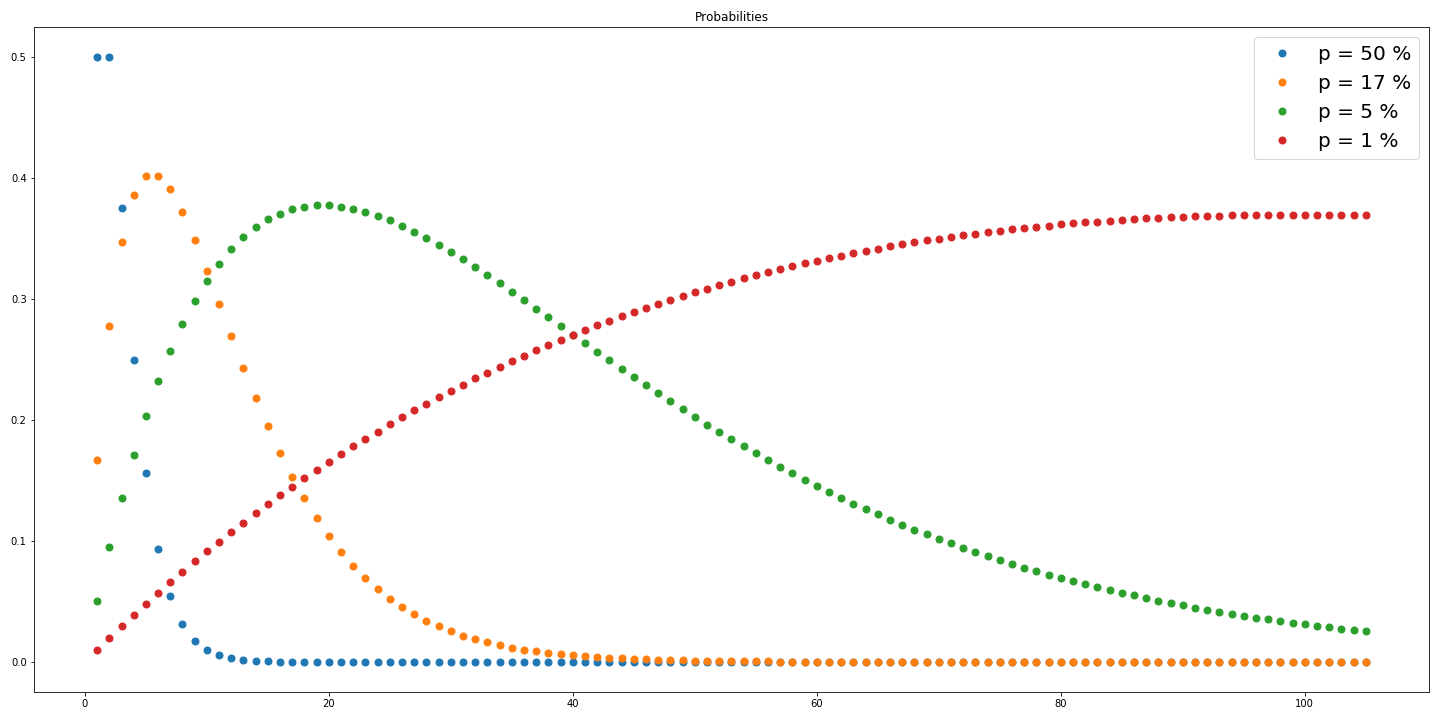 Probabilities
p = 50 %
p = 17 %
p = 5 %
p = 1 %
0.5
0.4
0.3
0.2
0.1
0.0
0 20 40 60 80 100